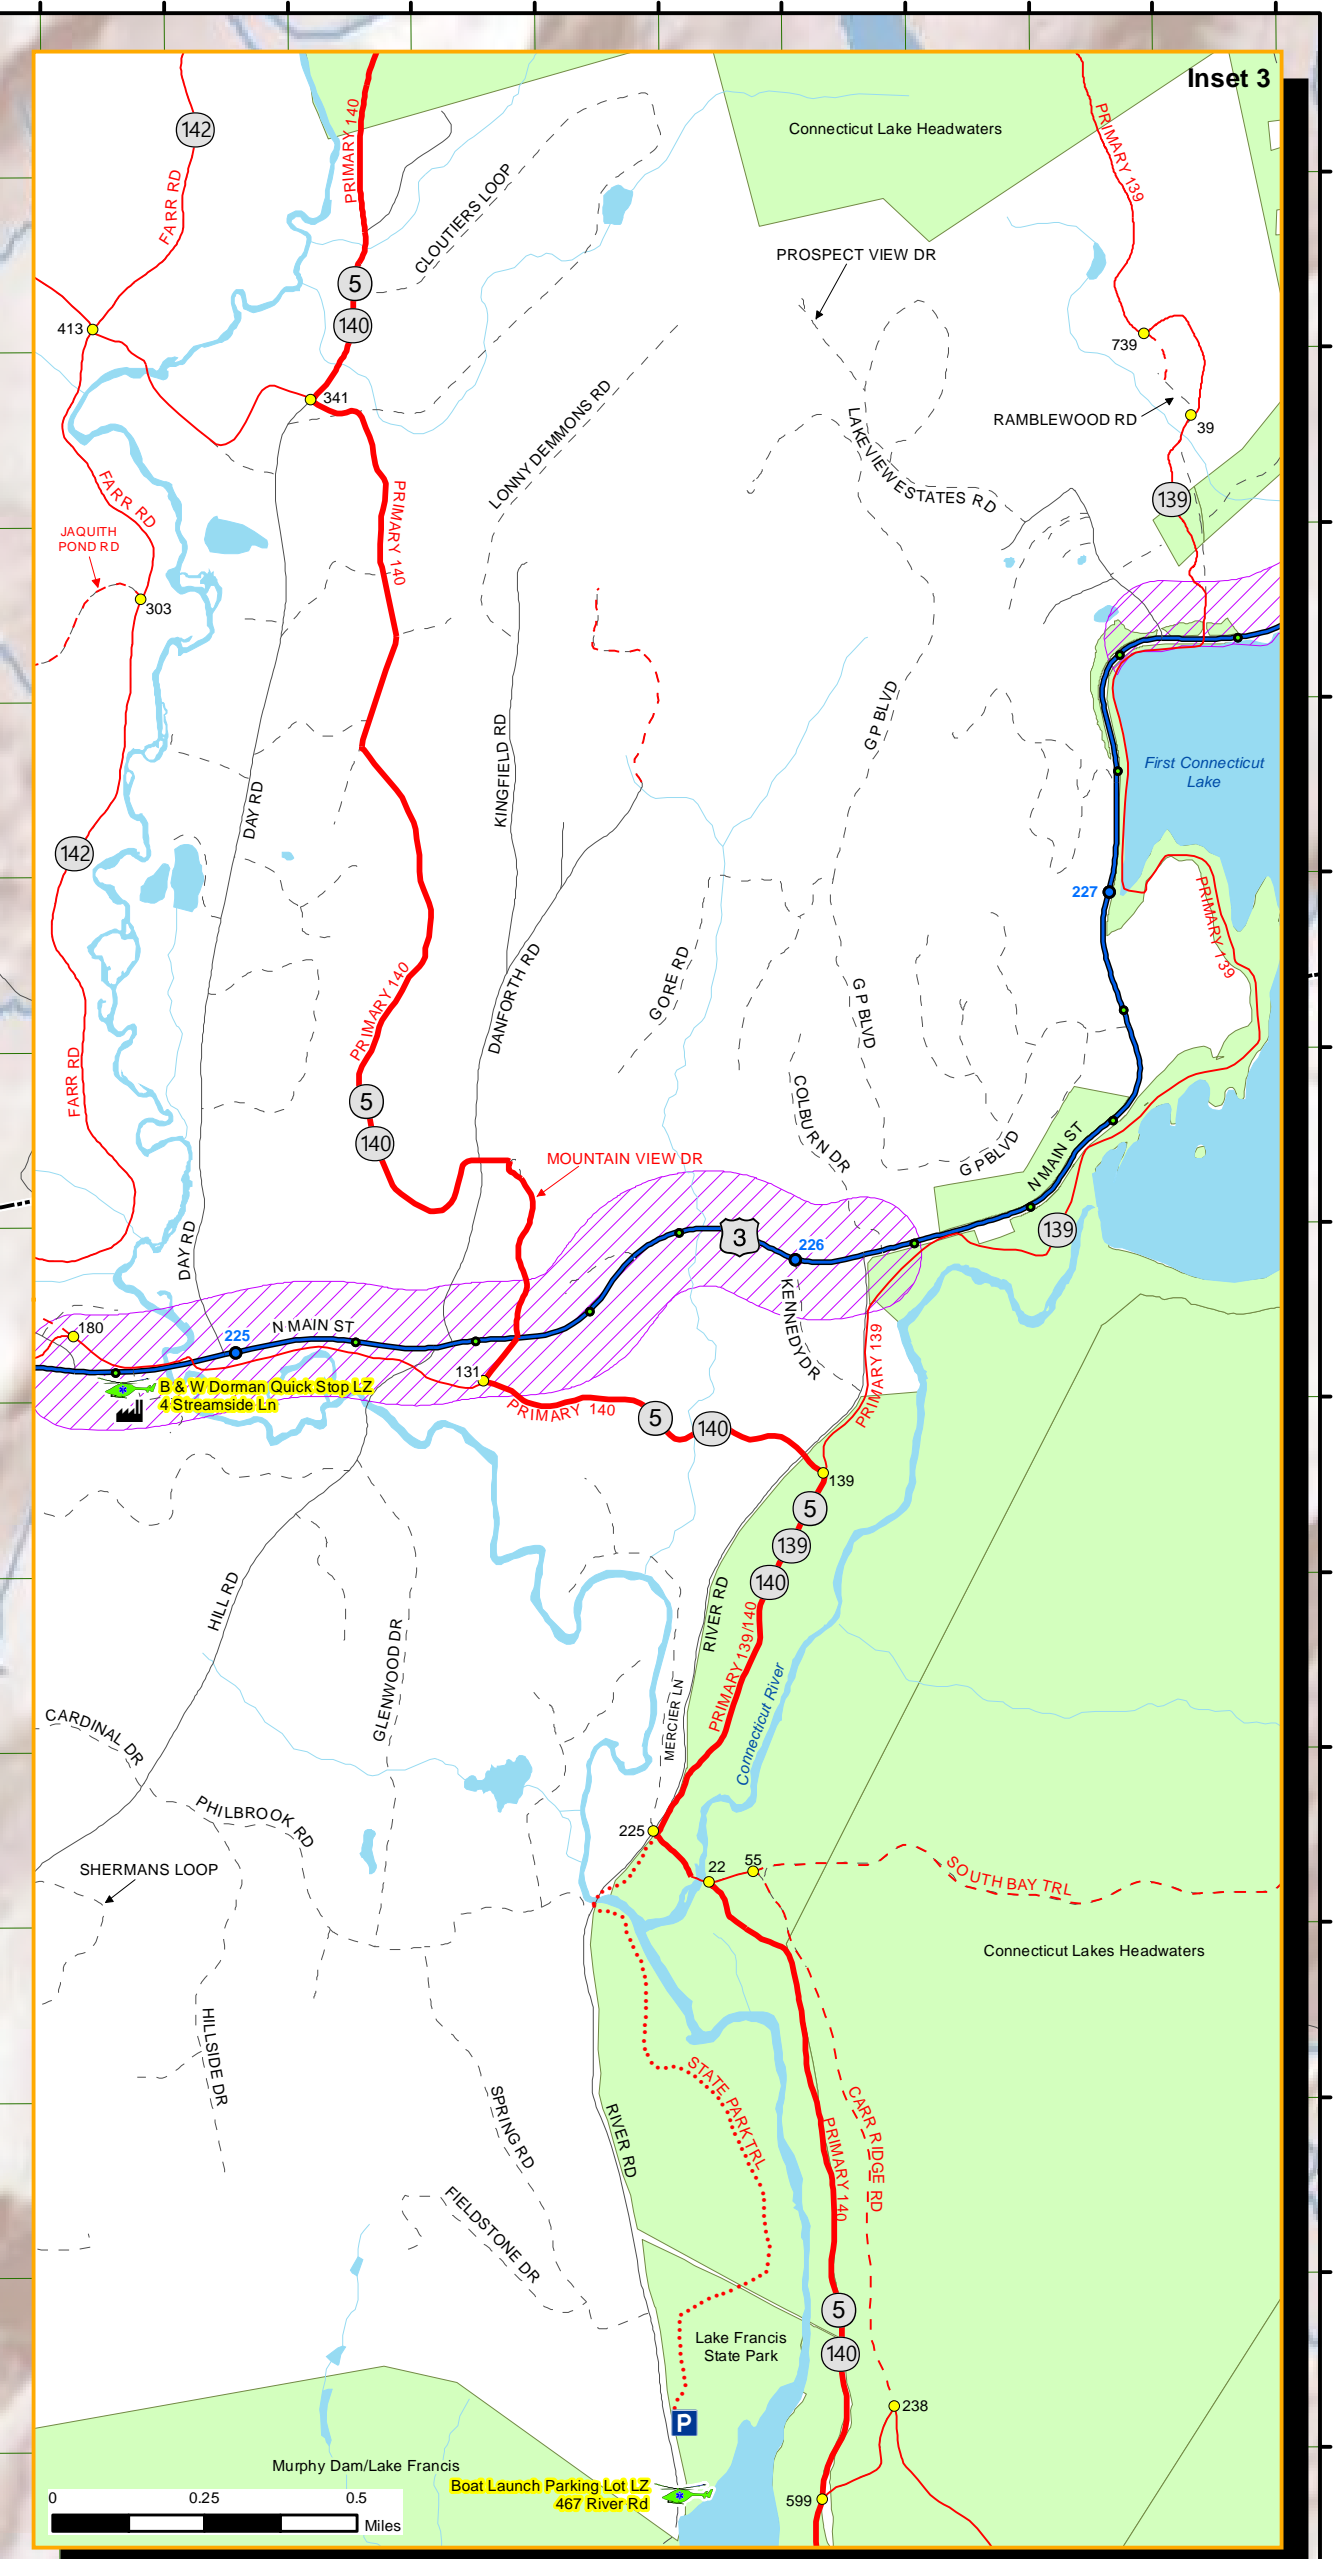 Inset 3
Connecticut Lake Headwaters
142
PRIMARY 140
PRIMARY 139
FARR RD
CLOUTIERS LOOP
PROSPECT VIEW DR
5
140
413
739
341
LONNY DEMMONS RD
RAMBLEWOOD RD
39
LAKEVIEW ESTATES RD
139
FARR RD
PRIMARY 140
JAQUITH
POND RD
303
G P BLVD
KINGFIELD RD
First Connecticut
Lake
DAY RD
142
227
PRIMARY 139
DANFORTH RD
GORE RD
G P BLVD
PRIMARY 140
FARR RD
5
140
COLBURN DR
G P BLVD
N MAIN ST
MOUNTAIN VIEW DR
DAY RD
3
226
139
180
225
N MAIN ST
KENNEDY DR
PRIMARY 139
131
B & W Dorman Quick Stop LZ
4 Streamside Ln
PRIMARY 140
5
140
139
5
139
140
HILL RD
RIVER RD
GLENWOOD DR
PRIMARY 139/140
Connecticut River
MERCIER LN
CARDINAL DR
PHILBROOK RD
225
22
55
SHERMANS LOOP
SOUTH BAY TRL
Connecticut Lakes Headwaters
HILLSIDE DR
STATE PARK TRL
CARR RIDGE RD
SPRING RD
RIVER RD
PRIMARY 140
FIELDSTONE DR
5
Lake Francis
State Park
140
238
P
Murphy Dam/Lake Francis
Boat Launch Parking Lot LZ
467 River Rd
599
0 0.25 0.5
Miles